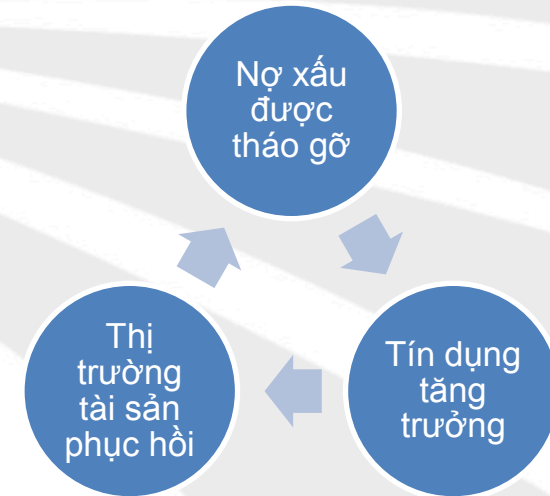 Nợ xấu
được
tháo gỡ
Tín dụng
tăng
trưởng
Thị
trường
tài sản
phục hồi